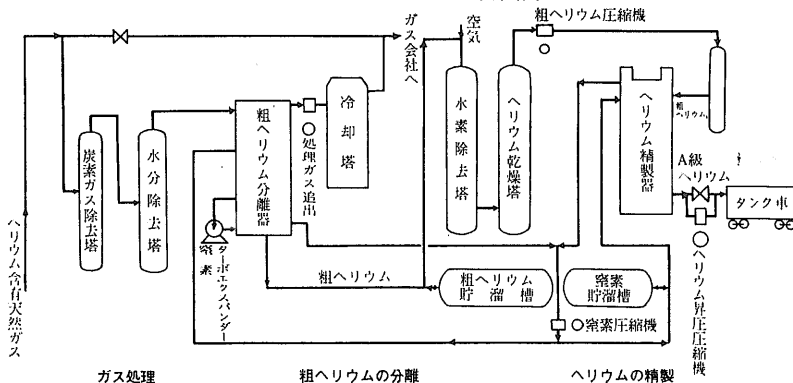 ヘリウム含有天然ガス
炭素ガス除去塔
水分除去塔
粗ヘリウム分離器
窒素
ターボエクスパンダー
○処理ガス追出
冷却塔
ガス会社へ
空気
水素除去塔
ヘリウム乾燥塔
粗ヘリウム圧縮機
○
粗ヘリウム
ヘリウム精製器
A級
ヘリウム
タンク車
○ヘリウム昇圧圧縮機
粗ヘリウム
粗ヘリウム
貯溜槽
窒素
貯溜槽
○窒素圧縮機
ガス処理
粗ヘリウムの分離
ヘリウムの精製